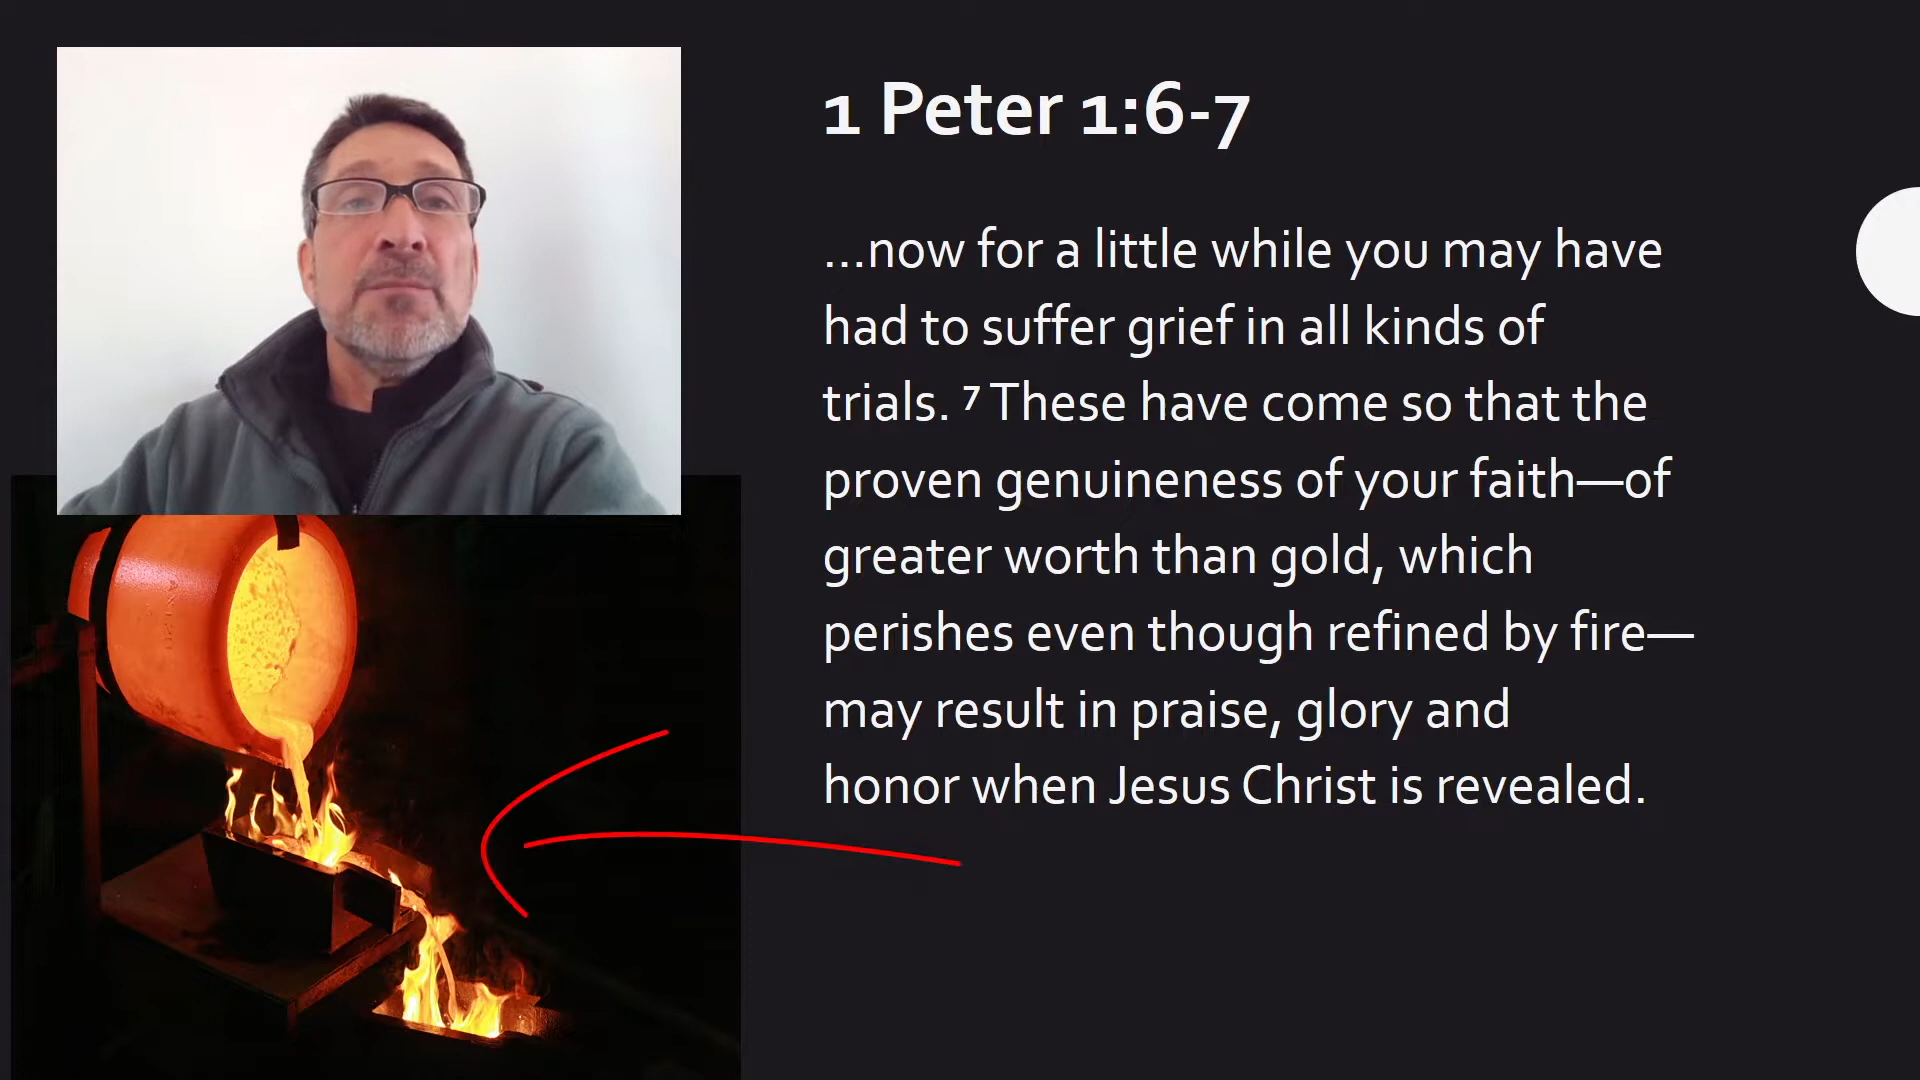 1 Peter 1:6-7
...now for a little while you may have
had to suffer grief in all kinds of
trials. ⁷ These have come so that the
proven genuineness of your faith—of
greater worth than gold, which
perishes even though refined by fire—
may result in praise, glory and
honor when Jesus Christ is revealed.